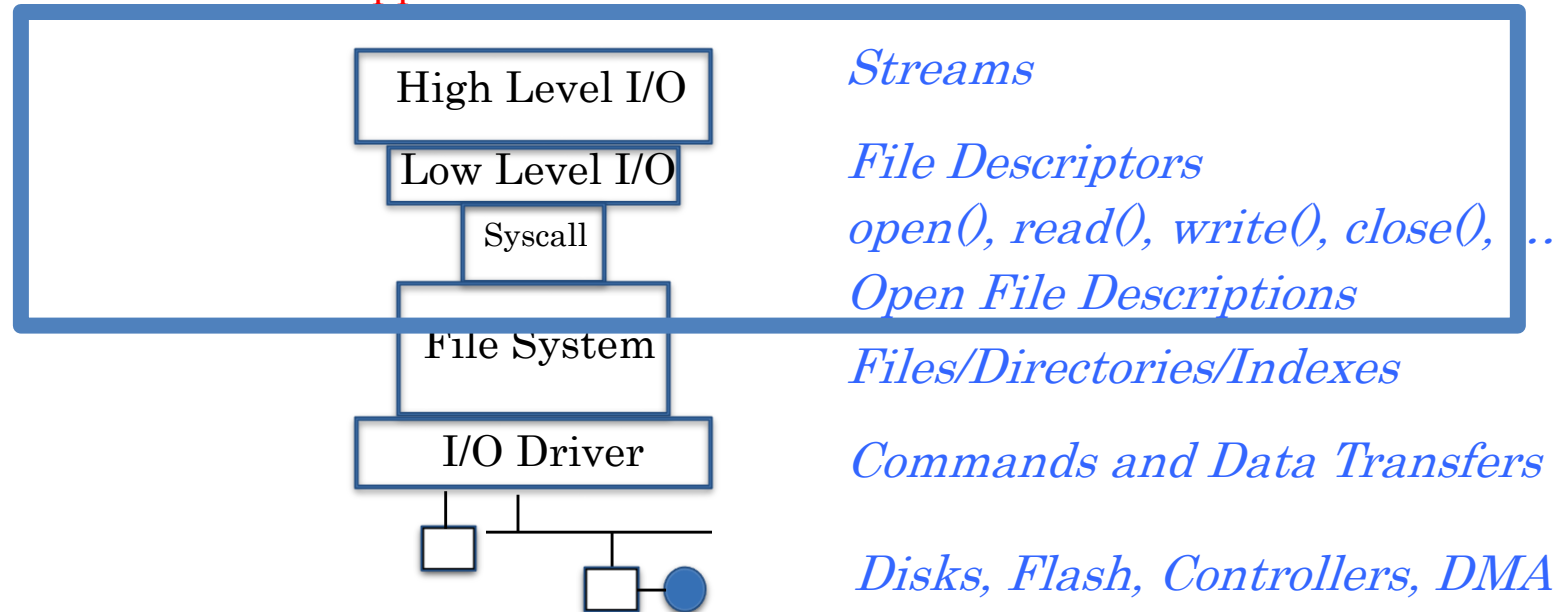 High Level I/O
Streams
Low Level I/O
File Descriptors
Syscall
open(), read(), write(), close(), …
Open File Descriptions
File System
Files/Directories/Indexes
I/O Driver
Commands and Data Transfers
Disks, Flash, Controllers, DMA